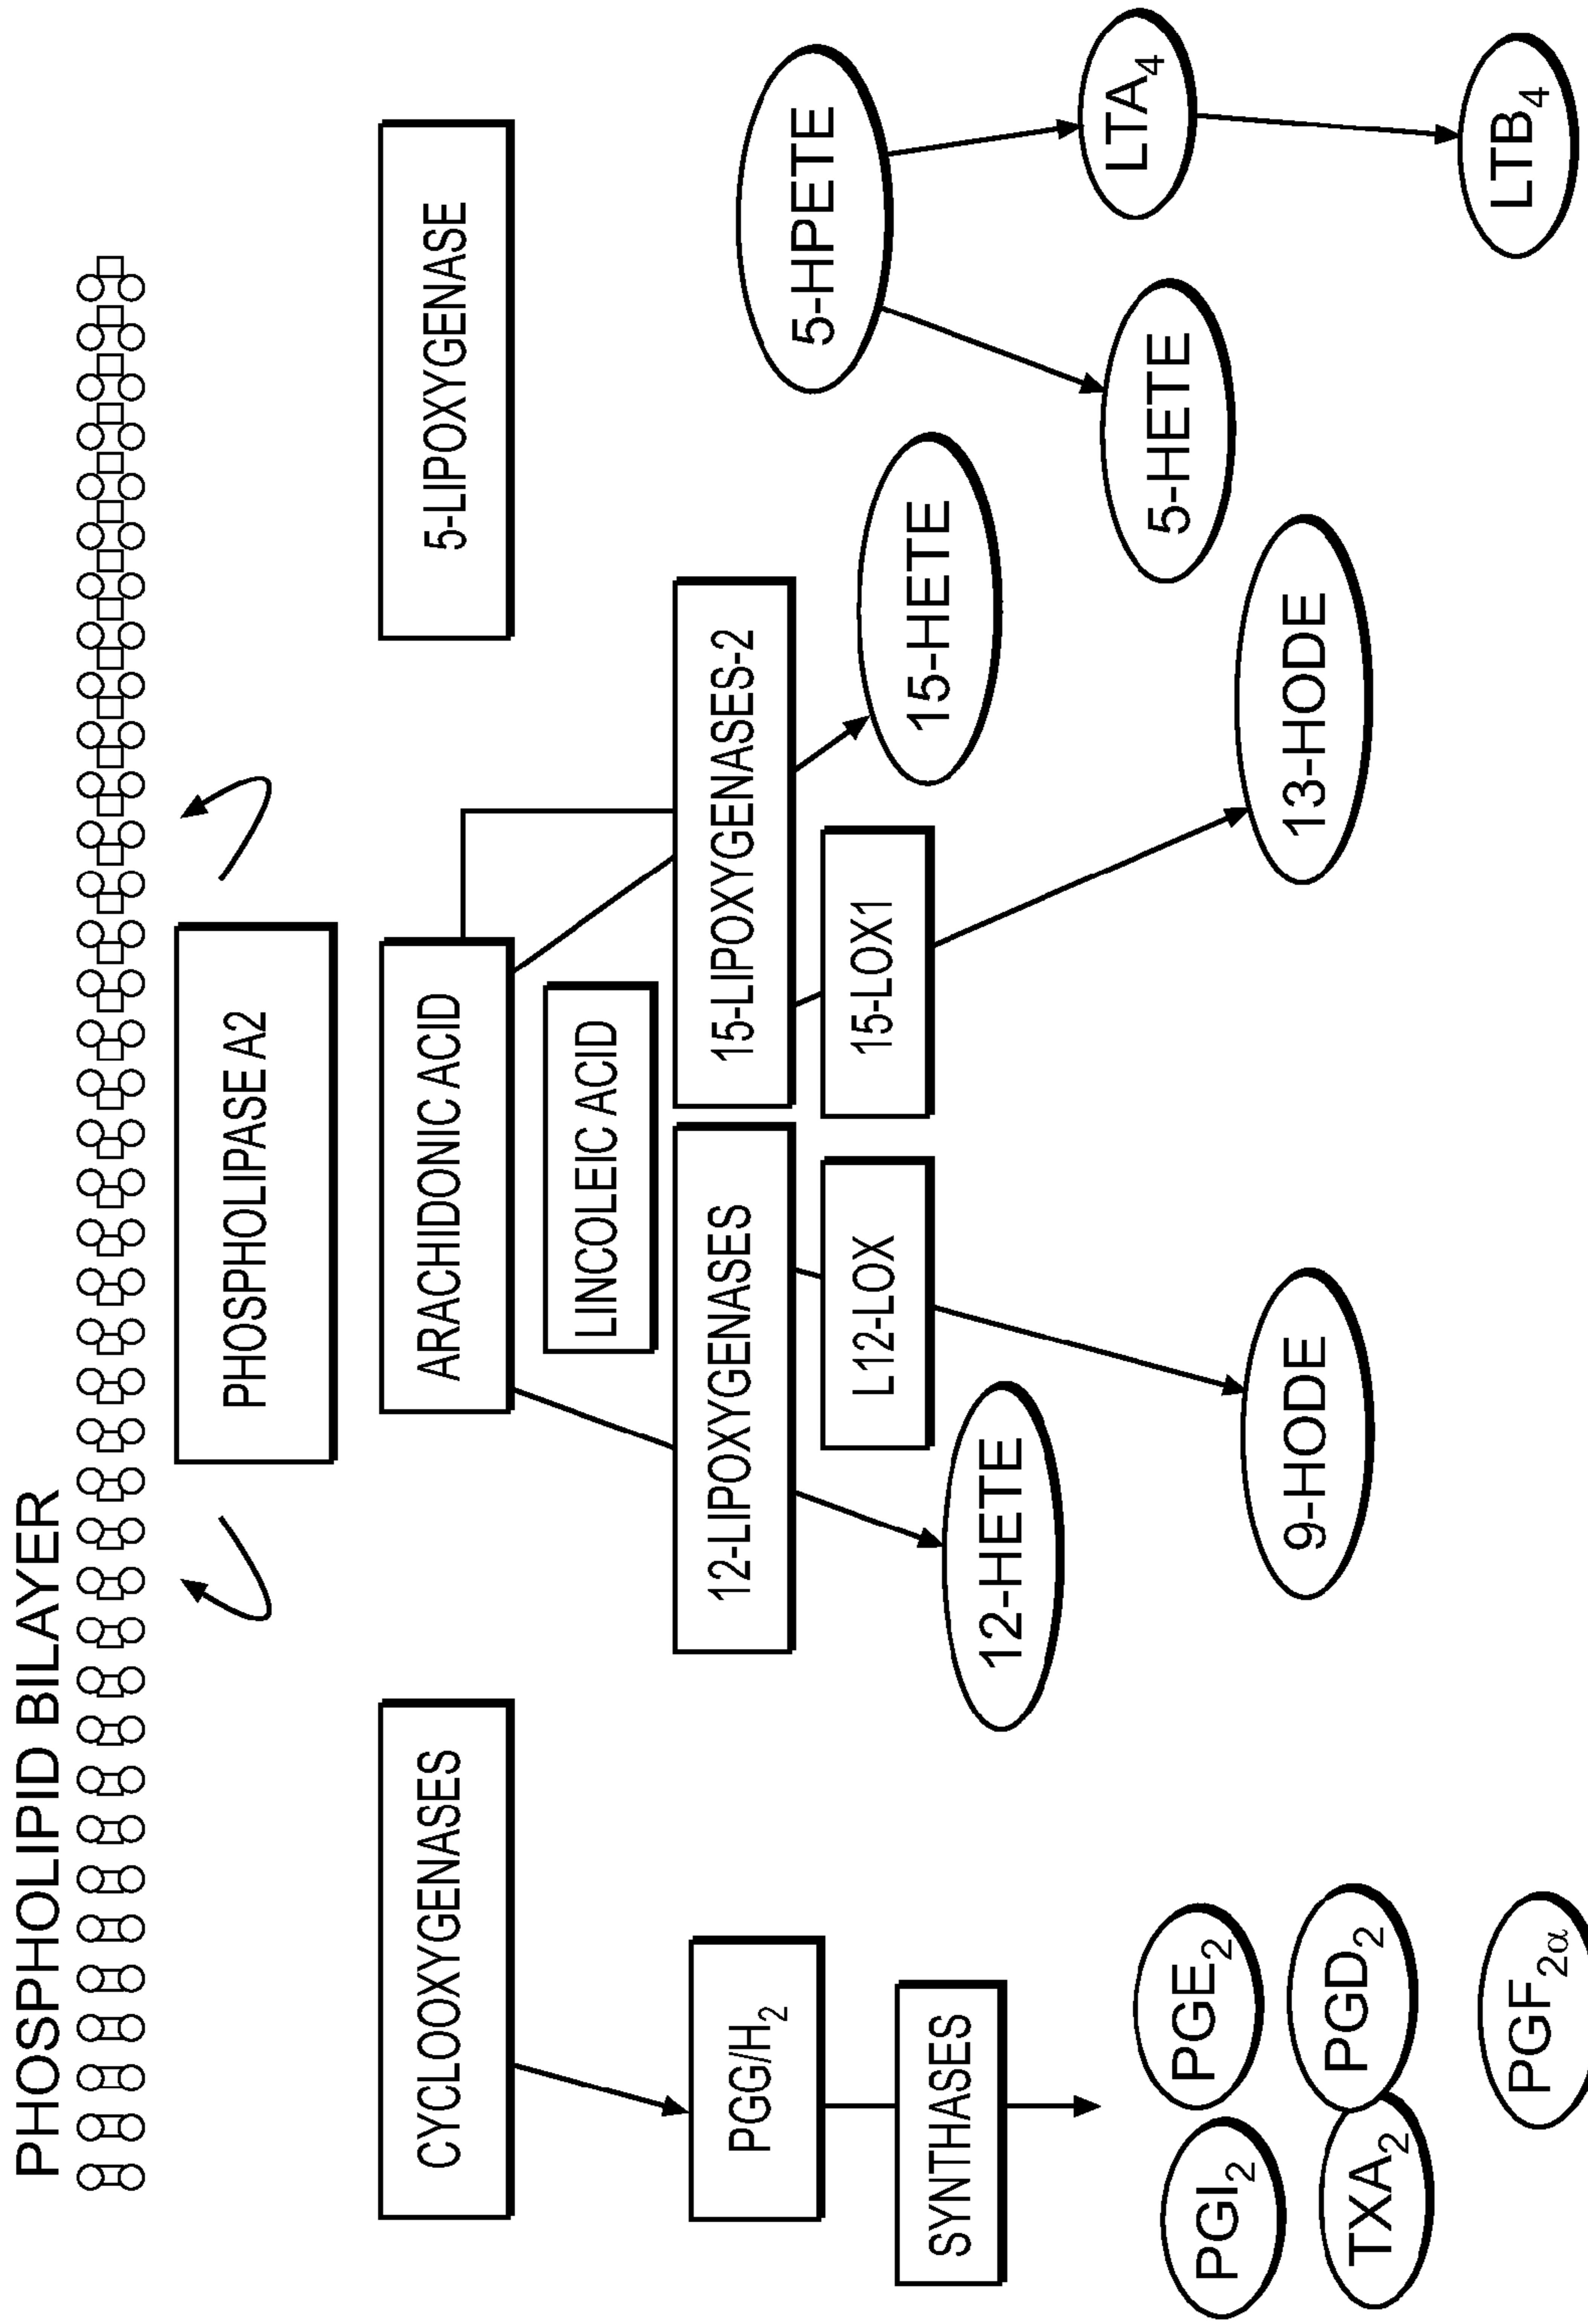 PHOSPHOLIPID BILAYER
PHOSPHOLIPASE A2
CYCLOOXYGENASES
ARACHIDONIC ACID
5-LIPOXYGENASE
LINCOLEIC ACID
PGG/H₂
12-LIPOXYGENASES
15-LIPOXYGENASES-2
5-HPETE
SYNTHASES
L12-LOX
15-LOX1
15-HETE
12-HETE
5-HETE
LTA₄
PGI₂
PGE₂
9-HODE
13-HODE
TXA₂
PGD₂
LTB₄
PGF₂α